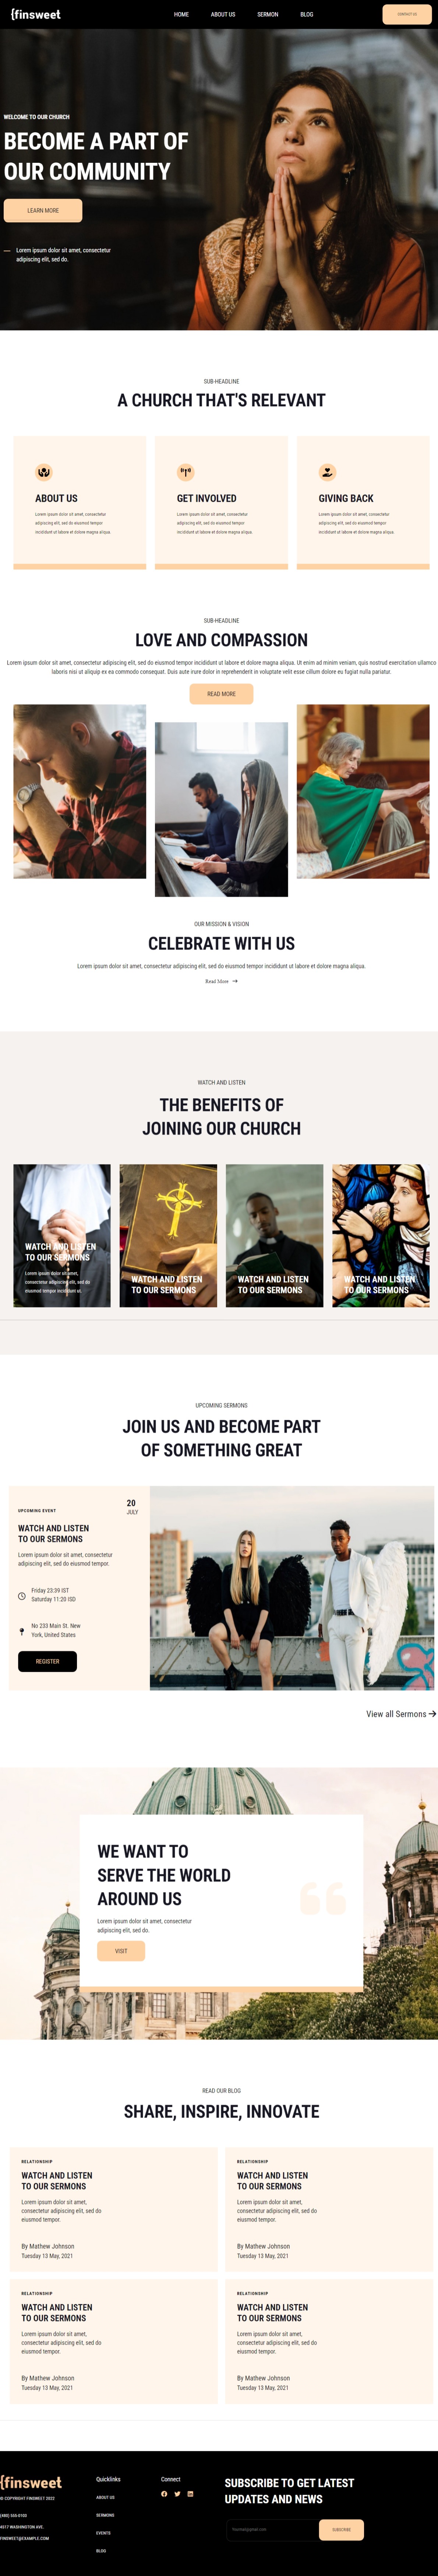 {finsweet
HOME
ABOUT US
SERMON
BLOG
CONTACT US
WELCOME TO OUR CHURCH
BECOME A PART OF
OUR COMMUNITY
LEARN MORE
Lorem ipsum dolor sit amet, consectetur
adipiscing elit, sed do.
SUB-HEADLINE
A CHURCH THAT'S RELEVANT
ABOUT US
Lorem ipsum dolor sit amet, consectetur
adipiscing elit, sed do eiusmod tempor
incididunt ut labore et dolore magna aliqua.
GET INVOLVED
Lorem ipsum dolor sit amet, consectetur
adipiscing elit, sed do eiusmod tempor
incididunt ut labore et dolore magna aliqua.
GIVING BACK
Lorem ipsum dolor sit amet, consectetur
adipiscing elit, sed do eiusmod tempor
incididunt ut labore et dolore magna aliqua.
SUB-HEADLINE
LOVE AND COMPASSION
Lorem ipsum dolor sit amet, consectetur adipiscing elit, sed do eiusmod tempor incididunt ut labore et dolore magna aliqua. Ut enim ad minim veniam, quis nostrud exercitation ullamco
laboris nisi ut aliquip ex ea commodo consequat. Duis aute irure dolor in reprehenderit in voluptate velit esse cillum dolore eu fugiat nulla pariatur.
READ MORE
OUR MISSION & VISION
CELEBRATE WITH US
Lorem ipsum dolor sit amet, consectetur adipiscing elit, sed do eiusmod tempor incididunt ut labore et dolore magna aliqua.
Read More →
WATCH AND LISTEN
THE BENEFITS OF
JOINING OUR CHURCH
WATCH AND LISTEN
TO OUR SERMONS
Lorem ipsum dolor sit amet,
consectetur adipiscing elit, sed do
eiusmod tempor incididunt ut.
WATCH AND LISTEN
TO OUR SERMONS
WATCH AND LISTEN
TO OUR SERMONS
WATCH AND LISTEN
TO OUR SERMONS
UPCOMING SERMONS
JOIN US AND BECOME PART
OF SOMETHING GREAT
UPCOMING EVENT
20
JULY
WATCH AND LISTEN
TO OUR SERMONS
Lorem ipsum dolor sit amet, consectetur
adipiscing elit, sed do eiusmod tempor.
Friday 23:39 IST
Saturday 11:20 ISD
No 233 Main St. New
York, United States
REGISTER
View all Sermons →
WE WANT TO
SERVE THE WORLD
AROUND US
Lorem ipsum dolor sit amet, consectetur
adipiscing elit, sed do.
VISIT
READ OUR BLOG
SHARE, INSPIRE, INNOVATE
RELATIONSHIP
WATCH AND LISTEN
TO OUR SERMONS
Lorem ipsum dolor sit amet,
consectetur adipiscing elit, sed do
eiusmod tempor.
By Mathew Johnson
Tuesday 13 May, 2021
RELATIONSHIP
WATCH AND LISTEN
TO OUR SERMONS
Lorem ipsum dolor sit amet,
consectetur adipiscing elit, sed do
eiusmod tempor.
By Mathew Johnson
Tuesday 13 May, 2021
RELATIONSHIP
WATCH AND LISTEN
TO OUR SERMONS
Lorem ipsum dolor sit amet,
consectetur adipiscing elit, sed do
eiusmod tempor.
By Mathew Johnson
Tuesday 13 May, 2021
RELATIONSHIP
WATCH AND LISTEN
TO OUR SERMONS
Lorem ipsum dolor sit amet,
consectetur adipiscing elit, sed do
eiusmod tempor.
By Mathew Johnson
Tuesday 13 May, 2021
{finsweet
© COPYRIGHT FINSWEET 2022
(480) 555-0103
4517 WASHINGTON AVE.
FINSWEET@EXAMPLE.COM
Quicklinks
ABOUT US
SERMONS
EVENTS
BLOG
Connect
SUBSCRIBE TO GET LATEST
UPDATES AND NEWS
SUBSCRIBE